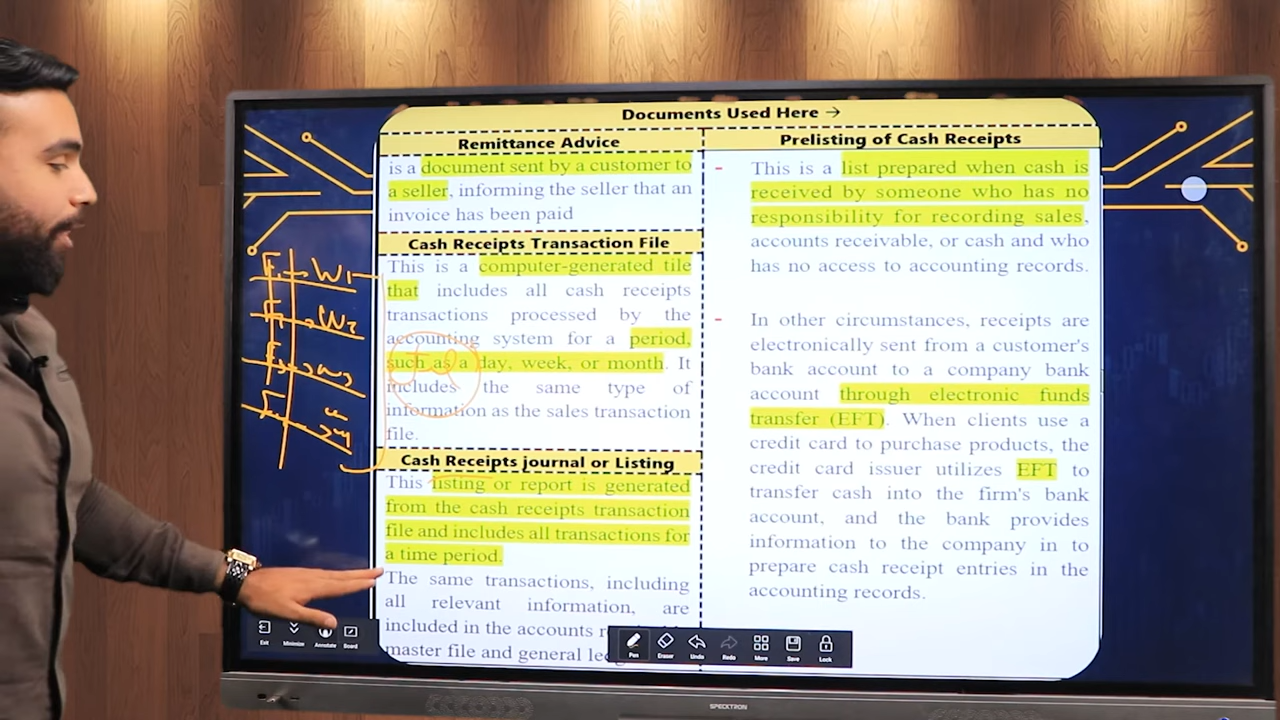 Documents Used Here →
Remittance Advice
is a document sent by a customer to
a seller, informing the seller that an
invoice has been paid
Cash Receipts Transaction File
This is a computer-generated tile
that includes all cash receipts
transactions processed by the
accounting system for a period,
such as a day, week, or month. It
includes the same type of
information as the sales transaction
file.
Cash Receipts journal or Listing
This listing or report is generated
from the cash receipts transaction
file and includes all transactions for
a time period.
The same transactions, including
all relevant information, are
included in the accounts
master file and general
Prelisting of Cash Receipts
- This is a list prepared when cash is
received by someone who has no
responsibility for recording sales,
accounts receivable, or cash and who
has no access to accounting records.
- In other circumstances, receipts are
electronically sent from a customer's
bank account to a company bank
account through electronic funds
transfer (EFT). When clients use a
credit card to purchase products, the
credit card issuer utilizes EFT to
transfer cash into the firm's bank
account, and the bank provides
information to the company in to
prepare cash receipt entries in the
accounting records.
W1
W2
W3
Exit Minimize Annotate Board
Pen Eraser Undo Redo More Save Lock
SPECKTRON